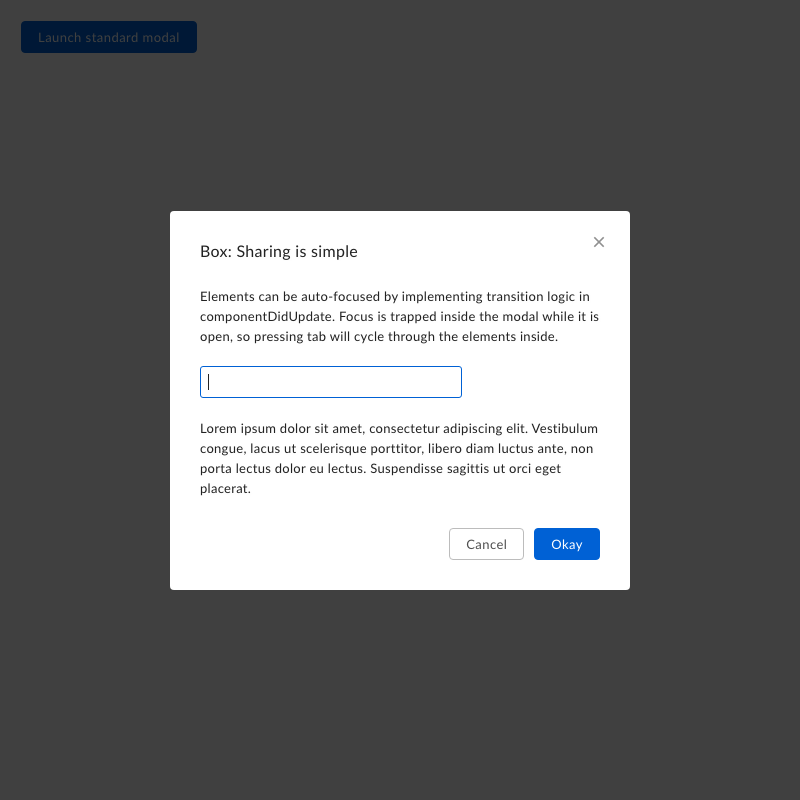 Launch standard modal
Box: Sharing is simple
Elements can be auto-focused by implementing transition logic in
componentDidUpdate. Focus is trapped inside the modal while it is
open, so pressing tab will cycle through the elements inside.
Lorem ipsum dolor sit amet, consectetur adipiscing elit. Vestibulum
congue, lacus ut scelerisque porttitor, libero diam luctus ante, non
porta lectus dolor eu lectus. Suspendisse sagittis ut orci eget
placerat.
Cancel
Okay